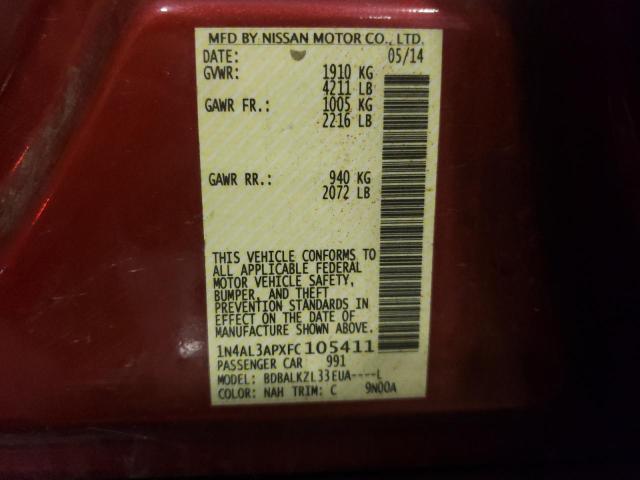 MFD BY NISSAN MOTOR CO., LTD.
DATE: 05/14
GVWR: 1910 KG
4211 LB
GAWR FR.: 1005 KG
2216 LB
GAWR RR.: 940 KG
2072 LB
THIS VEHICLE CONFORMS TO
ALL APPLICABLE FEDERAL
MOTOR VEHICLE SAFETY,
BUMPER, AND THEFT
PREVENTION STANDARDS IN
EFFECT ON THE DATE OF
MANUFACTURE SHOWN ABOVE.
1N4AL3APXFC105411
PASSENGER CAR 991
MODEL: BDBALKZL33EUA----L
COLOR: NAH TRIM: C 9N00A